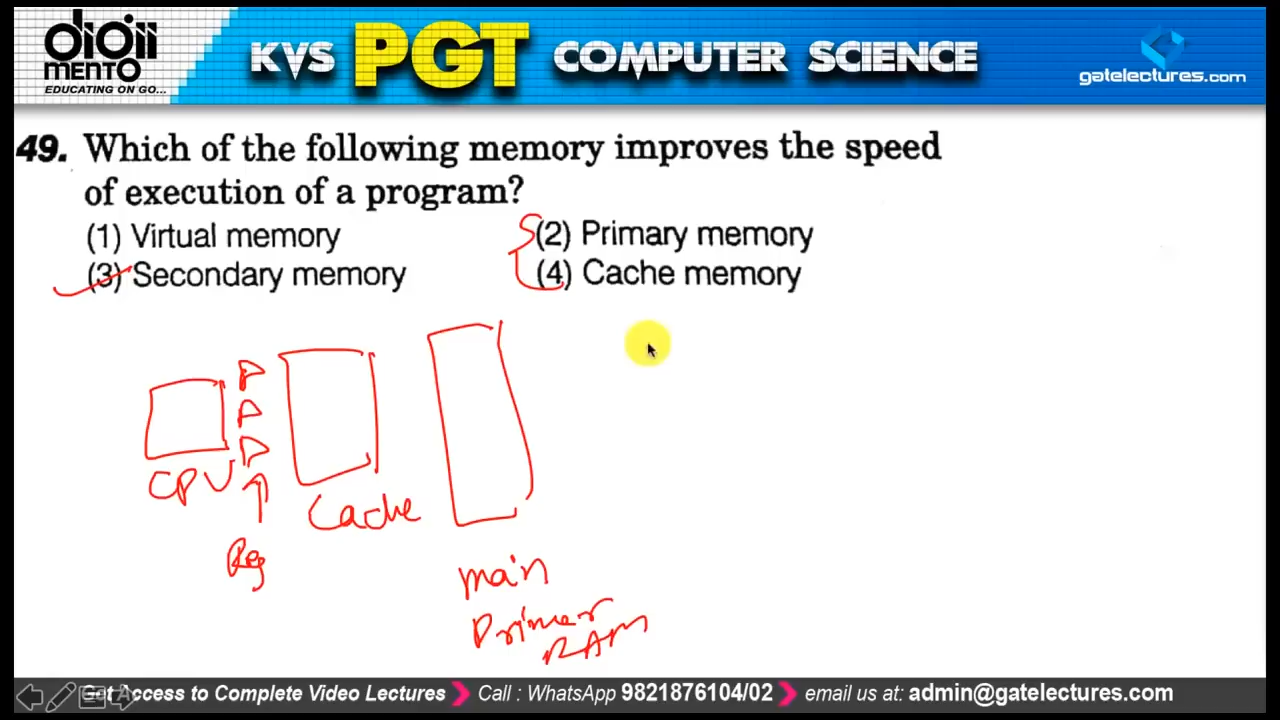 digiimento
EDUCATING ON GO...
KVS PGT COMPUTER SCIENCE
gatelectures.com
49. Which of the following memory improves the speed
of execution of a program?
(1) Virtual memory (2) Primary memory
(3) Secondary memory (4) Cache memory
CPU
Reg
Cache
main
Primer
RAM
Get Access to Complete Video Lectures Call : WhatsApp 9821876104/02 email us at: admin@gatelectures.com